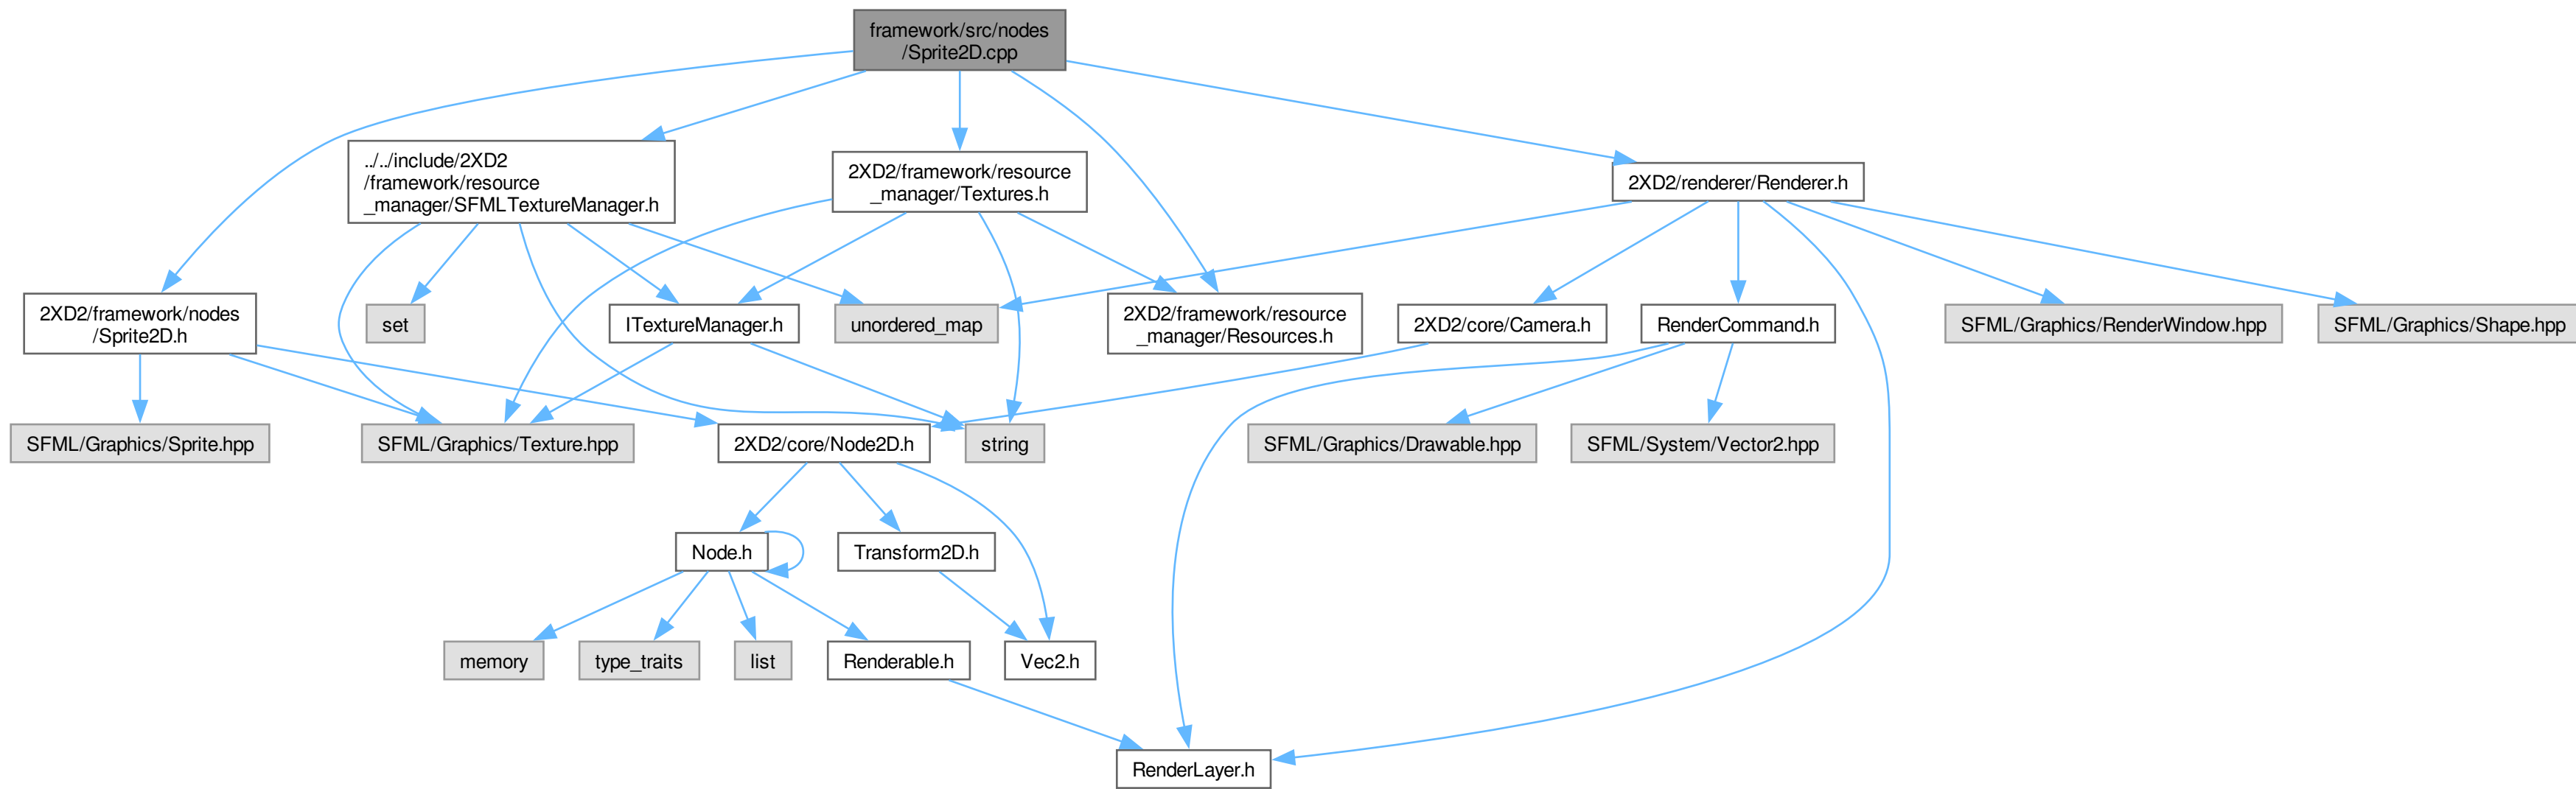 framework/src/nodes
/Sprite2D.cpp
../../include/2XD2
/framework/resource
_manager/SFMLTextureManager.h
2XD2/framework/resource
_manager/Textures.h
2XD2/renderer/Renderer.h
2XD2/framework/nodes
/Sprite2D.h
set
ITextureManager.h
unordered_map
2XD2/framework/resource
_manager/Resources.h
2XD2/core/Camera.h
RenderCommand.h
SFML/Graphics/RenderWindow.hpp
SFML/Graphics/Shape.hpp
SFML/Graphics/Sprite.hpp
SFML/Graphics/Texture.hpp
2XD2/core/Node2D.h
string
SFML/Graphics/Drawable.hpp
SFML/System/Vector2.hpp
Node.h
Transform2D.h
memory
type_traits
list
Renderable.h
Vec2.h
RenderLayer.h